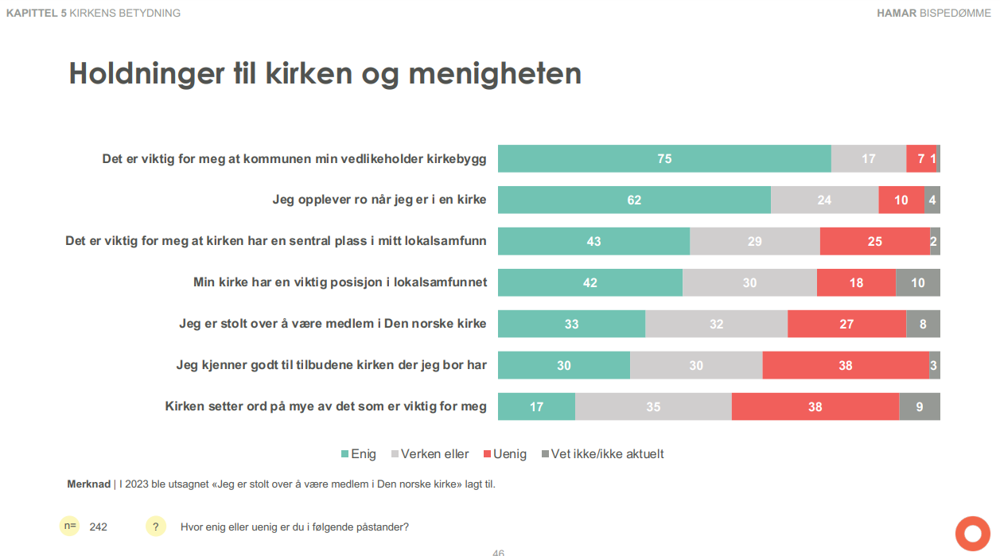 KAPITTEL 5 KIRKENS BETYDNING
HAMAR BISPEDØMME
Holdninger til kirken og menigheten
Det er viktig for meg at kommunen min vedlikeholder kirkebygg 75 17 7 1
Jeg opplever ro når jeg er i en kirke 62 24 10 4
Det er viktig for meg at kirken har en sentral plass i mitt lokalsamfunn 43 29 25 2
Min kirke har en viktig posisjon i lokalsamfunnet 42 30 18 10
Jeg er stolt over å være medlem i Den norske kirke 33 32 27 8
Jeg kjenner godt til tilbudene kirken der jeg bor har 30 30 38 3
Kirken setter ord på mye av det som er viktig for meg 17 35 38 9
Enig Verken eller Uenig Vet ikke/ikke aktuelt
Merknad | I 2023 ble utsagnet «Jeg er stolt over å være medlem i Den norske kirke» lagt til.
n= 242 ? Hvor enig eller uenig er du i følgende påstander?
46